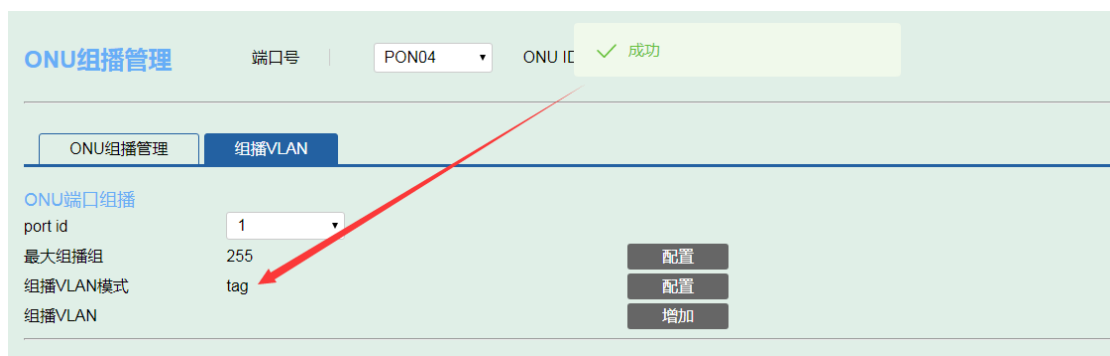 ONU组播管理 端口号 PON04 ONU ID 成功
ONU组播管理 组播VLAN
ONU端口组播
port id 1
最大组播组 255 配置
组播VLAN模式 tag 配置
组播VLAN 增加